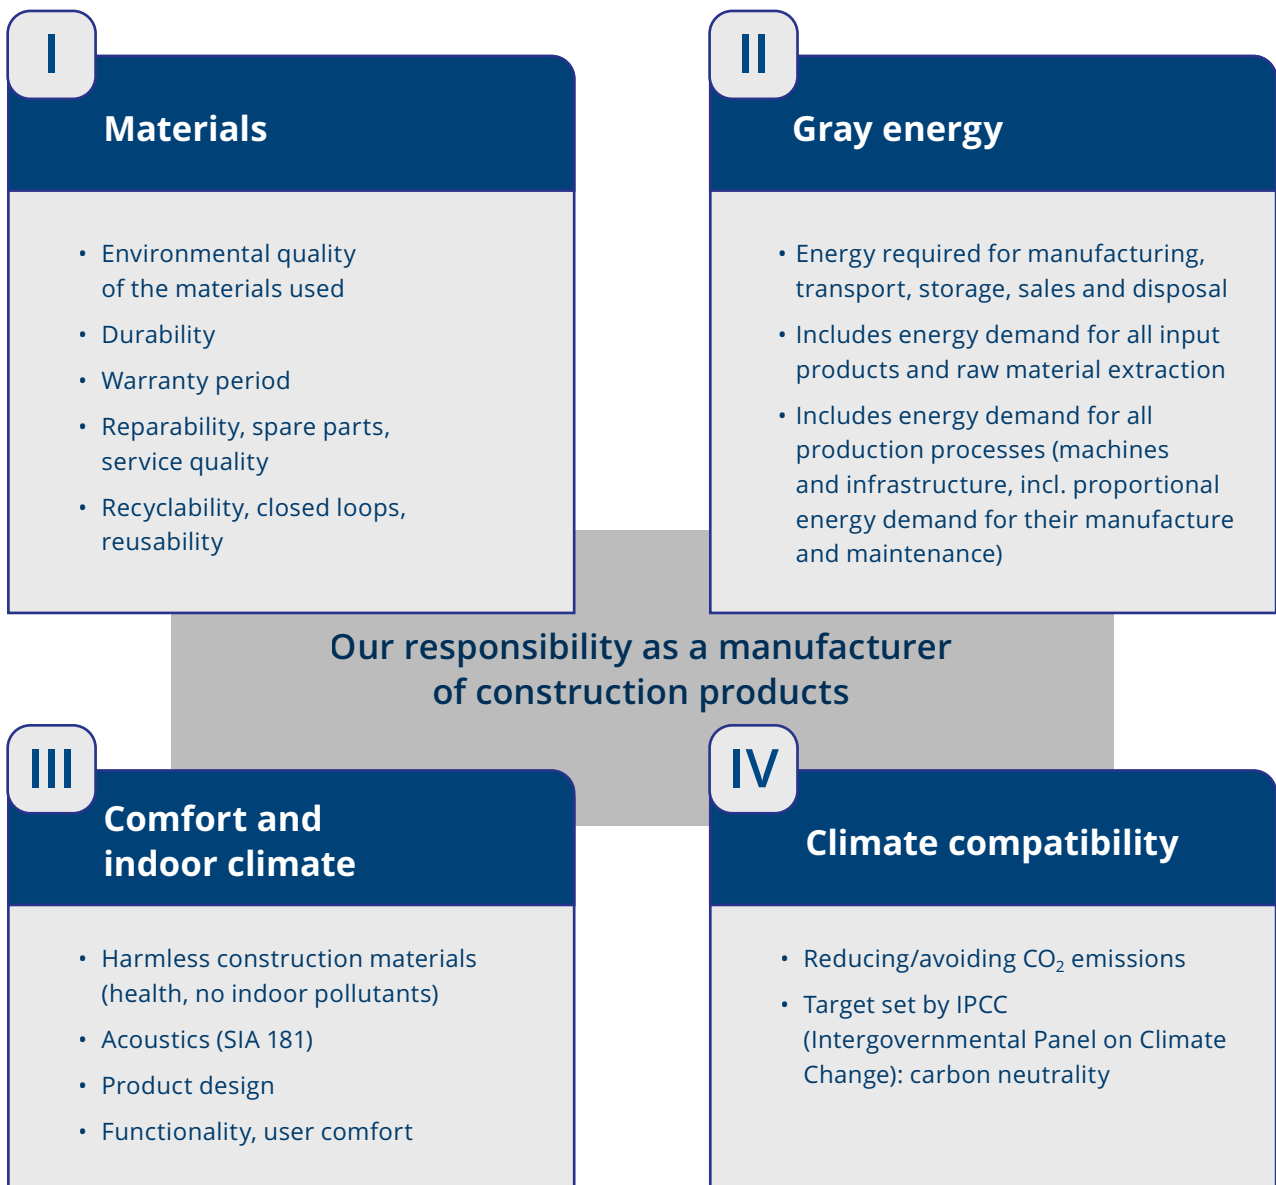 I
Materials
• Environmental quality
of the materials used
• Durability
• Warranty period
• Reparability, spare parts,
service quality
• Recyclability, closed loops,
reusability
II
Gray energy
• Energy required for manufacturing,
transport, storage, sales and disposal
• Includes energy demand for all input
products and raw material extraction
• Includes energy demand for all
production processes (machines
and infrastructure, incl. proportional
energy demand for their manufacture
and maintenance)
Our responsibility as a manufacturer
of construction products
III
Comfort and
indoor climate
• Harmless construction materials
(health, no indoor pollutants)
• Acoustics (SIA 181)
• Product design
• Functionality, user comfort
IV
Climate compatibility
• Reducing/avoiding CO₂ emissions
• Target set by IPCC
(Intergovernmental Panel on Climate
Change): carbon neutrality